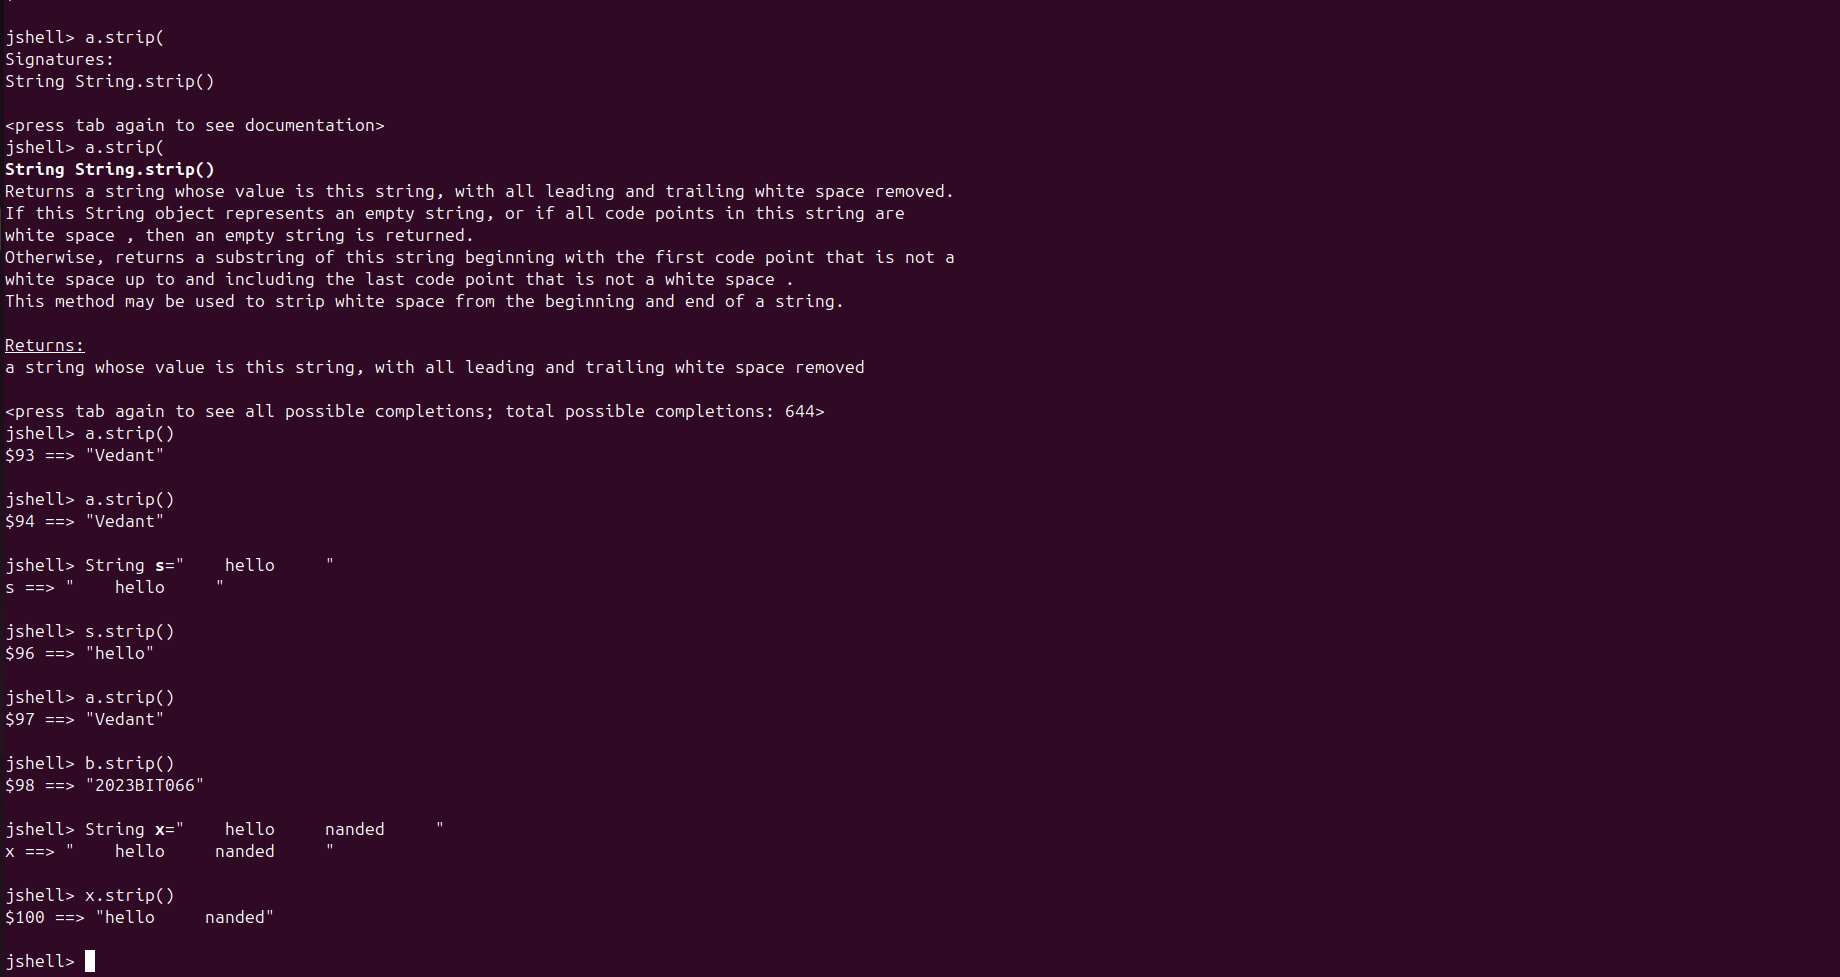 jshell> a.strip(
Signatures:
String String.strip()
<press tab again to see documentation>
jshell> a.strip(
String String.strip()
Returns a string whose value is this string, with all leading and trailing white space removed.
If this String object represents an empty string, or if all code points in this string are
white space , then an empty string is returned.
Otherwise, returns a substring of this string beginning with the first code point that is not a
white space up to and including the last code point that is not a white space .
This method may be used to strip white space from the beginning and end of a string.
Returns:
a string whose value is this string, with all leading and trailing white space removed
<press tab again to see all possible completions; total possible completions: 644>
jshell> a.strip()
$93 ==> "Vedant"
jshell> a.strip()
$94 ==> "Vedant"
jshell> String s="    hello     "
s ==> "    hello     "
jshell> s.strip()
$96 ==> "hello"
jshell> a.strip()
$97 ==> "Vedant"
jshell> b.strip()
$98 ==> "2023BIT066"
jshell> String x="    hello     nanded     "
x ==> "    hello     nanded     "
jshell> x.strip()
$100 ==> "hello     nanded"
jshell>